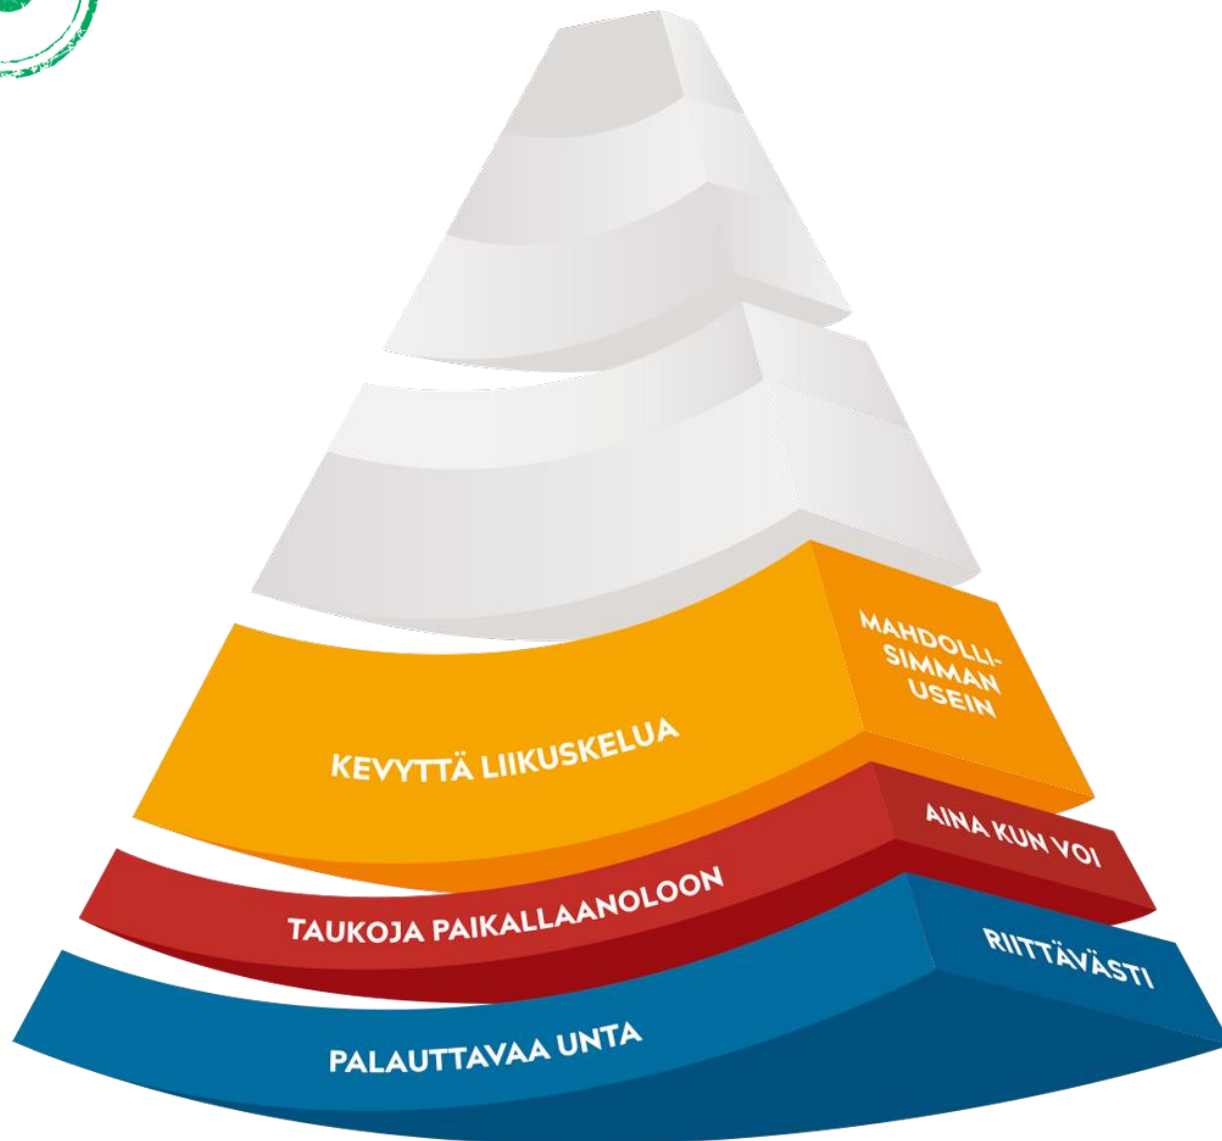 KEVYTTÄ LIIKUSKELUA
MAHDOLLI-
SIMMAN
USEIN
TAUKOJA PAIKALLAANOLOON
AINA KUN VOI
PALAUTTAVAA UNTA
RIITTÄVÄSTI